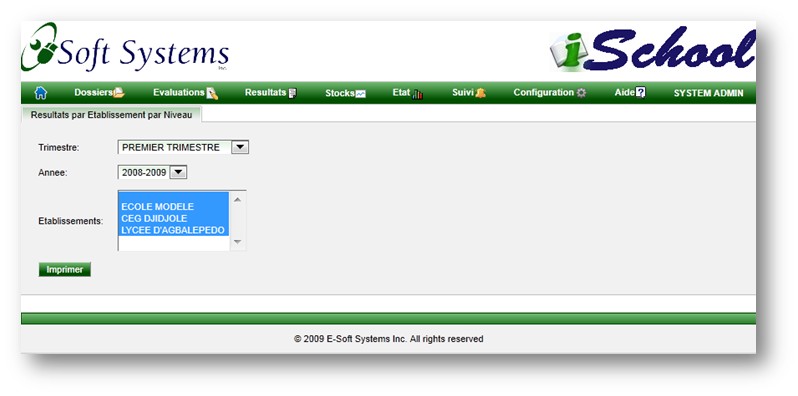 Soft Systems Inc.
iSchool
Dossiers Evaluations Resultats Stocks Etat Suivi Configuration Aide SYSTEM ADMIN
Resultats par Etablissement par Niveau
Trimestre: PREMIER TRIMESTRE
Annee: 2008-2009
Etablissements:
ECOLE MODELE
CEG DJIDJOLE
LYCEE D'AGBALEPEDO
Imprimer
© 2009 E-Soft Systems Inc. All rights reserved